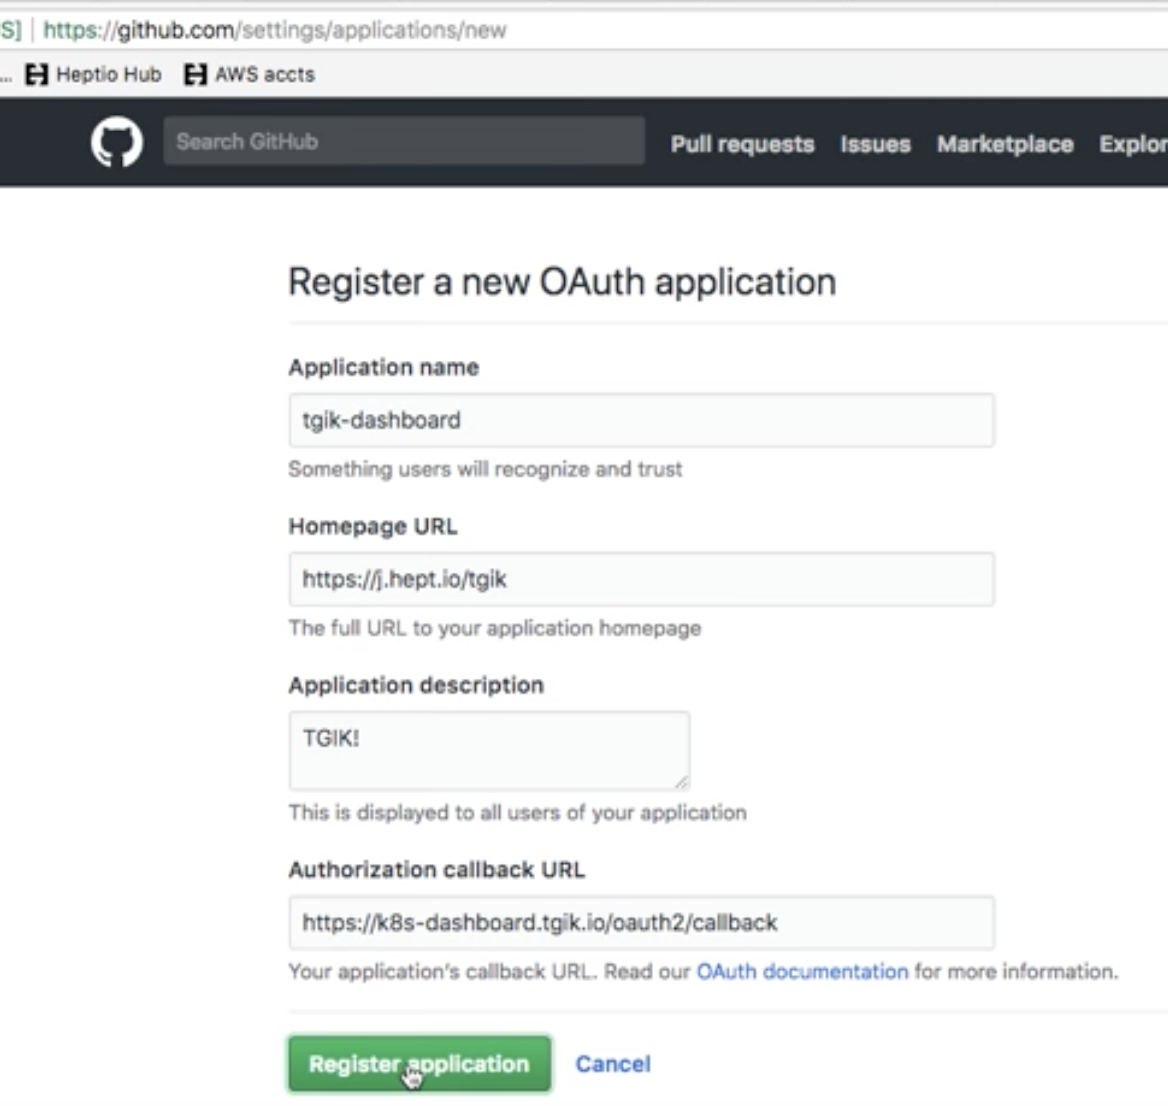 S] https://github.com/settings/applications/new
... Heptio Hub AWS accts
Search GitHub Pull requests Issues Marketplace Explor
Register a new OAuth application
Application name
tgik-dashboard
Something users will recognize and trust
Homepage URL
https://j.hept.io/tgik
The full URL to your application homepage
Application description
TGIK!
This is displayed to all users of your application
Authorization callback URL
https://k8s-dashboard.tgik.io/oauth2/callback
Your application's callback URL. Read our OAuth documentation for more information.
Register application Cancel